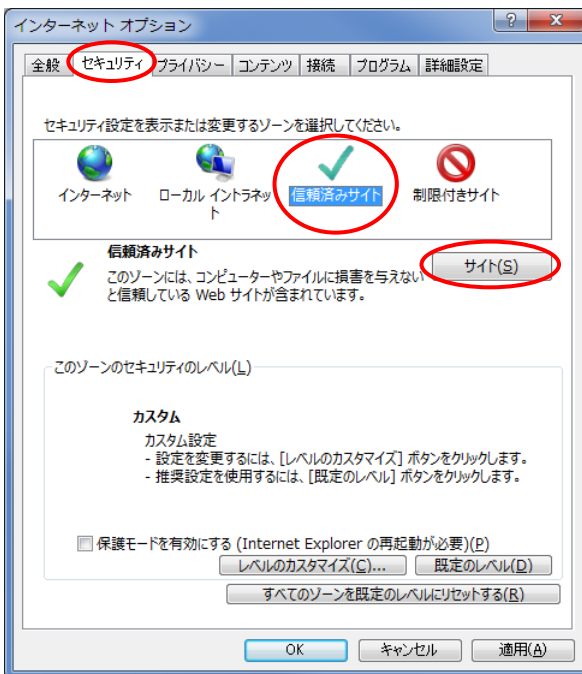 インターネット オプション
全般 セキュリティ プライバシー コンテンツ 接続 プログラム 詳細設定
セキュリティ設定を表示または変更するゾーンを選択してください。
インターネット ローカル イントラネット 信頼済みサイト 制限付きサイト
信頼済みサイト
サイト(S)
このゾーンには、コンピューターやファイルに損害を与えない
と信頼している Web サイトが含まれています。
このゾーンのセキュリティのレベル(L)
カスタム
カスタム設定
- 設定を変更するには、[レベルのカスタマイズ] ボタンをクリックします。
- 推奨設定を使用するには、[既定のレベル] ボタンをクリックします。
保護モードを有効にする (Internet Explorer の再起動が必要)(P)
レベルのカスタマイズ(C)... 既定のレベル(D)
すべてのゾーンを既定のレベルにリセットする(R)
OK キャンセル 適用(A)